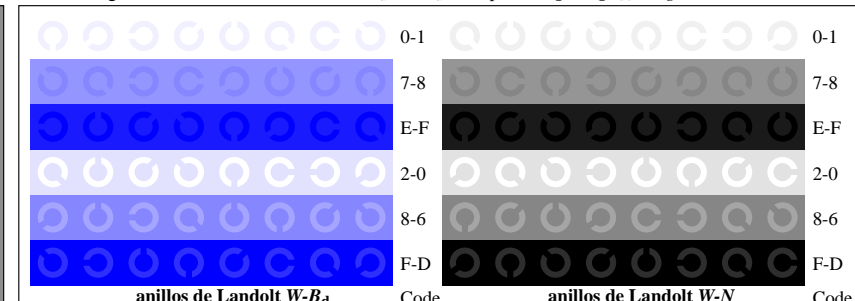 0-1 0-1
7-8 7-8
E-F E-F
2-0 2-0
8-6 8-6
F-D F-D
anillos de Landolt W-Bd Code anillos de Landolt W-N Code